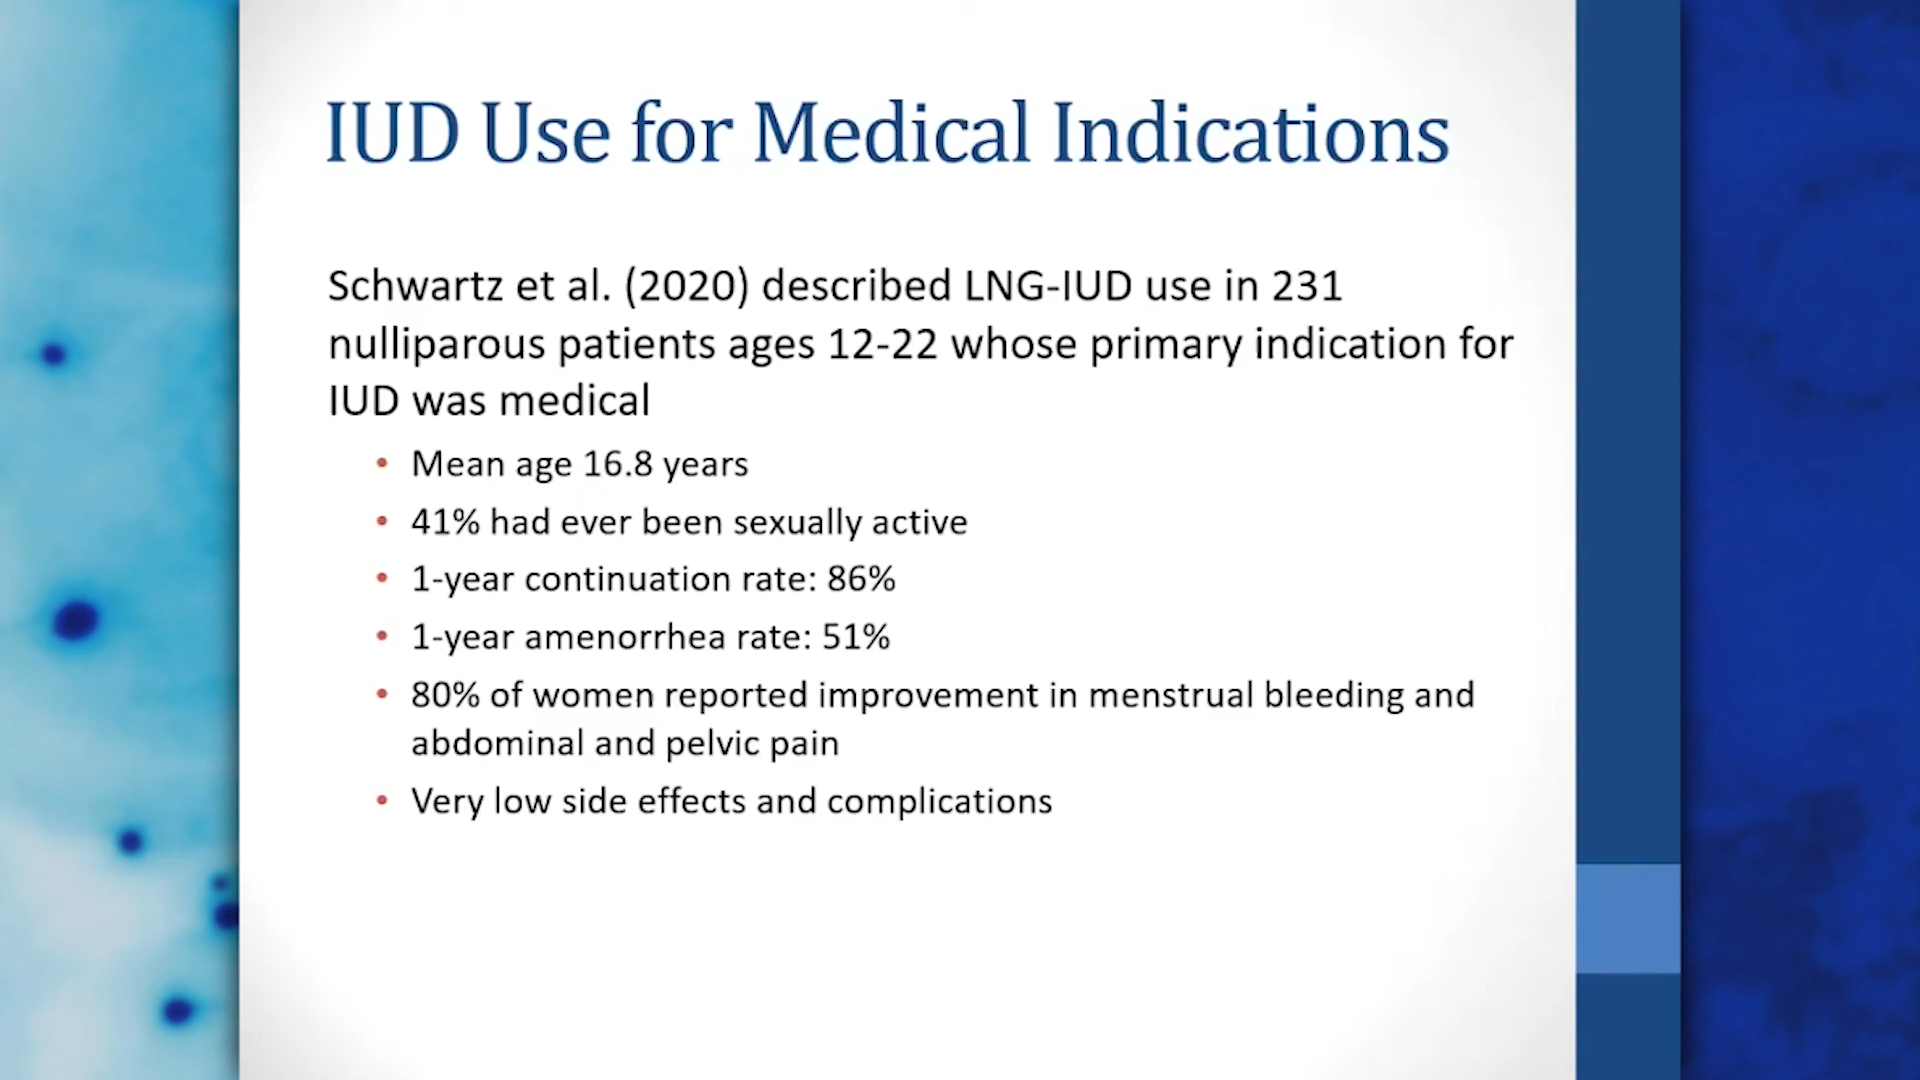 IUD Use for Medical Indications
Schwartz et al. (2020) described LNG-IUD use in 231
nulliparous patients ages 12-22 whose primary indication for
IUD was medical
• Mean age 16.8 years
• 41% had ever been sexually active
• 1-year continuation rate: 86%
• 1-year amenorrhea rate: 51%
• 80% of women reported improvement in menstrual bleeding and
abdominal and pelvic pain
• Very low side effects and complications